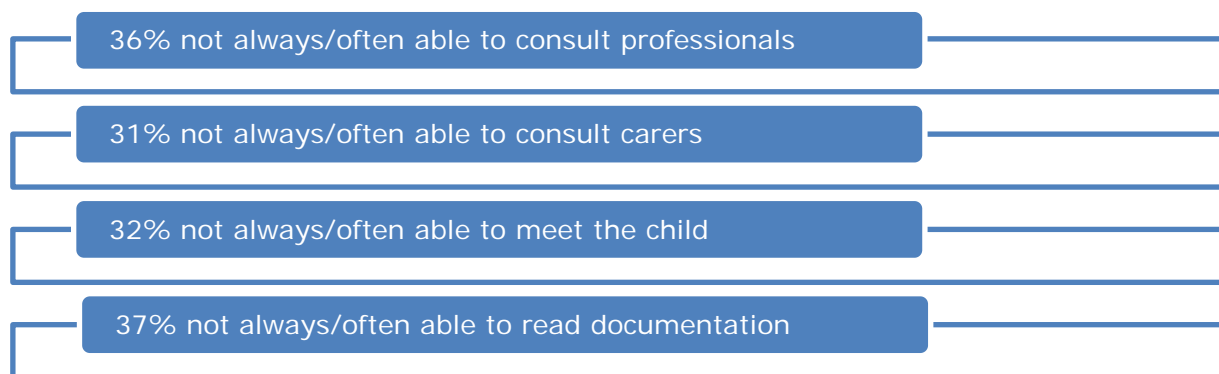 36% not always/often able to consult professionals
31% not always/often able to consult carers
32% not always/often able to meet the child
37% not always/often able to read documentation